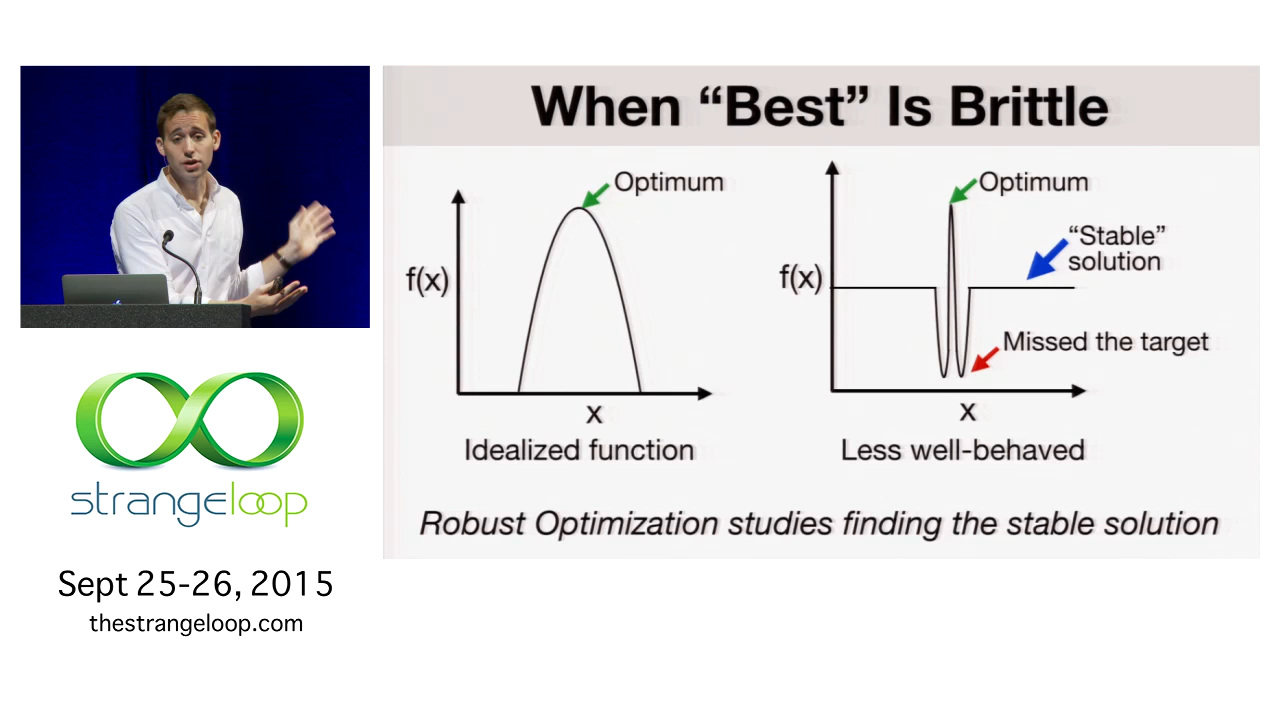 When “Best” Is Brittle
Optimum
f(x)
x
Idealized function
Optimum
“Stable”
solution
f(x)
Missed the target
x
Less well-behaved
Robust Optimization studies finding the stable solution
strangeloop
Sept 25-26, 2015
thestrangeloop.com